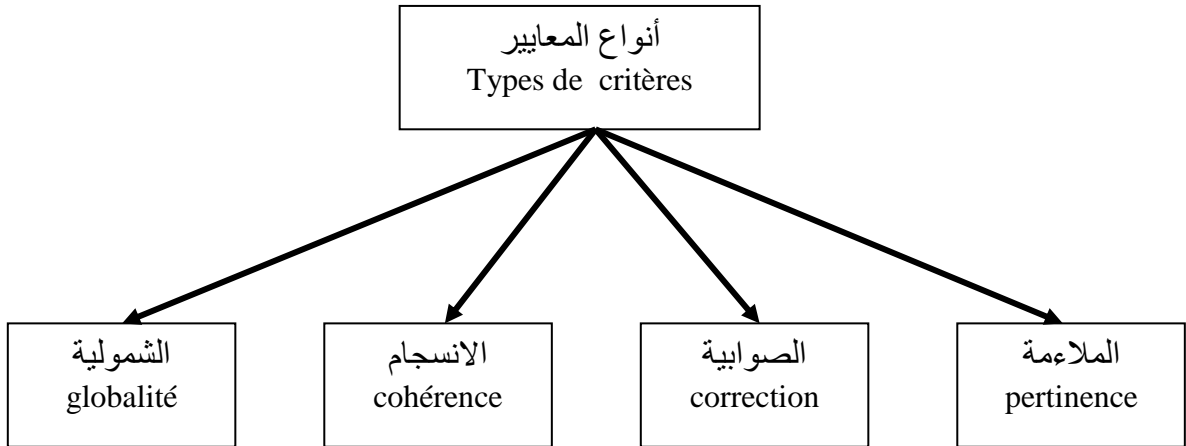 أنواع المعايير
Types de critères
الملاءمة
pertinence
الصوابية
correction
الانسجام
cohérence
الشمولية
globalité